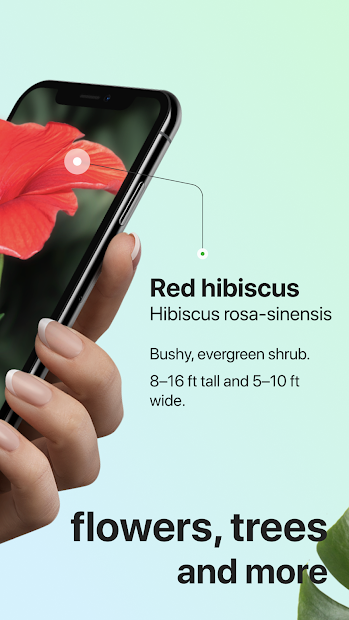 Red hibiscus
Hibiscus rosa-sinensis
Bushy, evergreen shrub.
8–16 ft tall and 5–10 ft
wide.
flowers, trees
and more